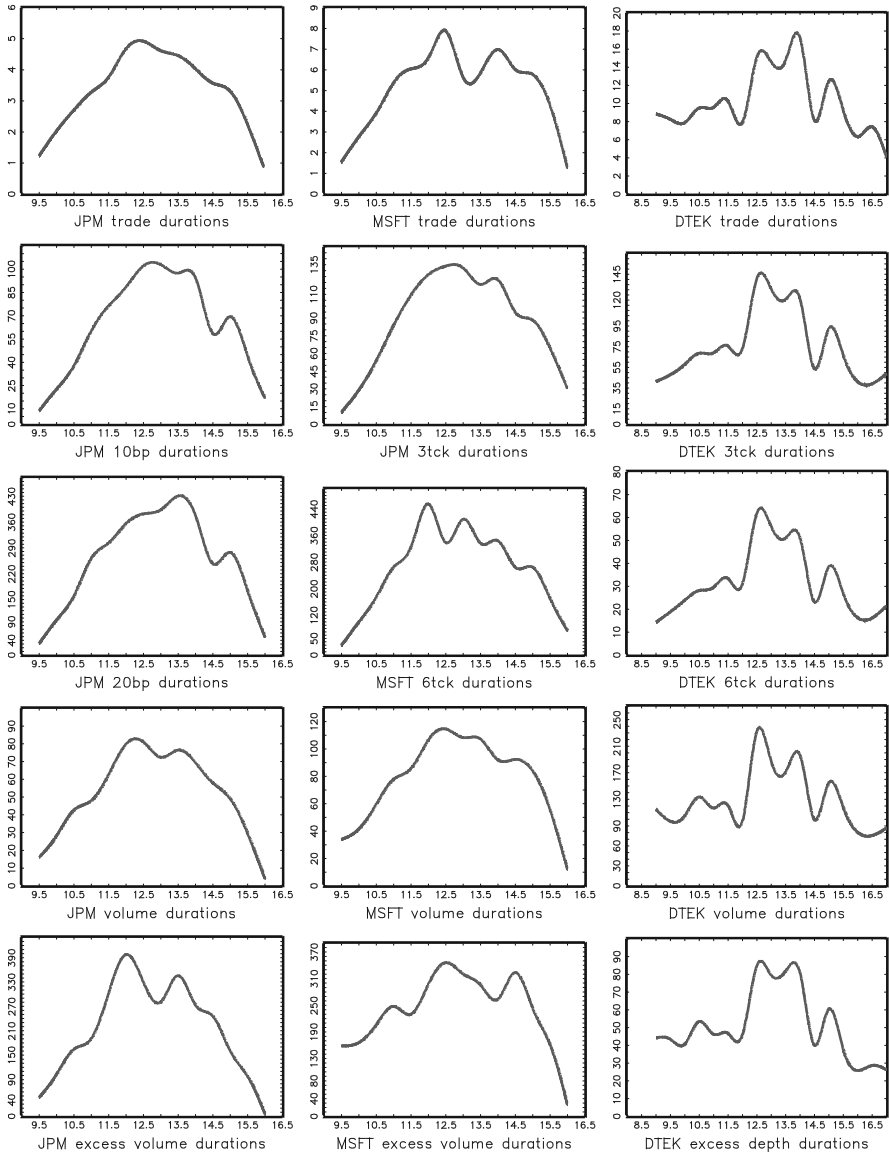 0 1 2 3 4 5 6
9.5 10.5 11.5 12.5 13.5 14.5 15.5 16.5
JPM trade durations
0 1 2 3 4 5 6 7 8 9
9.5 10.5 11.5 12.5 13.5 14.5 15.5 16.5
MSFT trade durations
0 2 4 6 8 10 12 14 16 18 20
8.5 9.5 10.5 11.5 12.5 13.5 14.5 15.5 16.5
DTEK trade durations
0 10 25 40 55 70 85 100
9.5 10.5 11.5 12.5 13.5 14.5 15.5 16.5
JPM 10bp durations
0 15 30 45 60 75 90 110 135
9.5 10.5 11.5 12.5 13.5 14.5 15.5 16.5
JPM 3tck durations
0 15 35 55 75 95 120 145
8.5 9.5 10.5 11.5 12.5 13.5 14.5 15.5 16.5
DTEK 3tck durations
0 40 90 150 220 290 360 430
9.5 10.5 11.5 12.5 13.5 14.5 15.5 16.5
JPM 20bp durations
0 50 120 200 280 360 440
9.5 10.5 11.5 12.5 13.5 14.5 15.5 16.5
MSFT 6tck durations
0 10 20 30 40 50 60 70 80
8.5 9.5 10.5 11.5 12.5 13.5 14.5 15.5 16.5
DTEK 6tck durations
0 10 20 30 40 50 60 70 80 90
9.5 10.5 11.5 12.5 13.5 14.5 15.5 16.5
JPM volume durations
0 20 40 60 80 100 120
9.5 10.5 11.5 12.5 13.5 14.5 15.5 16.5
MSFT volume durations
0 30 60 90 130 170 210 250
8.5 9.5 10.5 11.5 12.5 13.5 14.5 15.5 16.5
DTEK volume durations
0 40 90 150 210 270 330 390
9.5 10.5 11.5 12.5 13.5 14.5 15.5 16.5
JPM excess volume durations
0 40 80 130 190 250 310 370
9.5 10.5 11.5 12.5 13.5 14.5 15.5 16.5
MSFT excess volume durations
0 10 20 30 40 50 60 70 80 90
8.5 9.5 10.5 11.5 12.5 13.5 14.5 15.5 16.5
DTEK excess depth durations